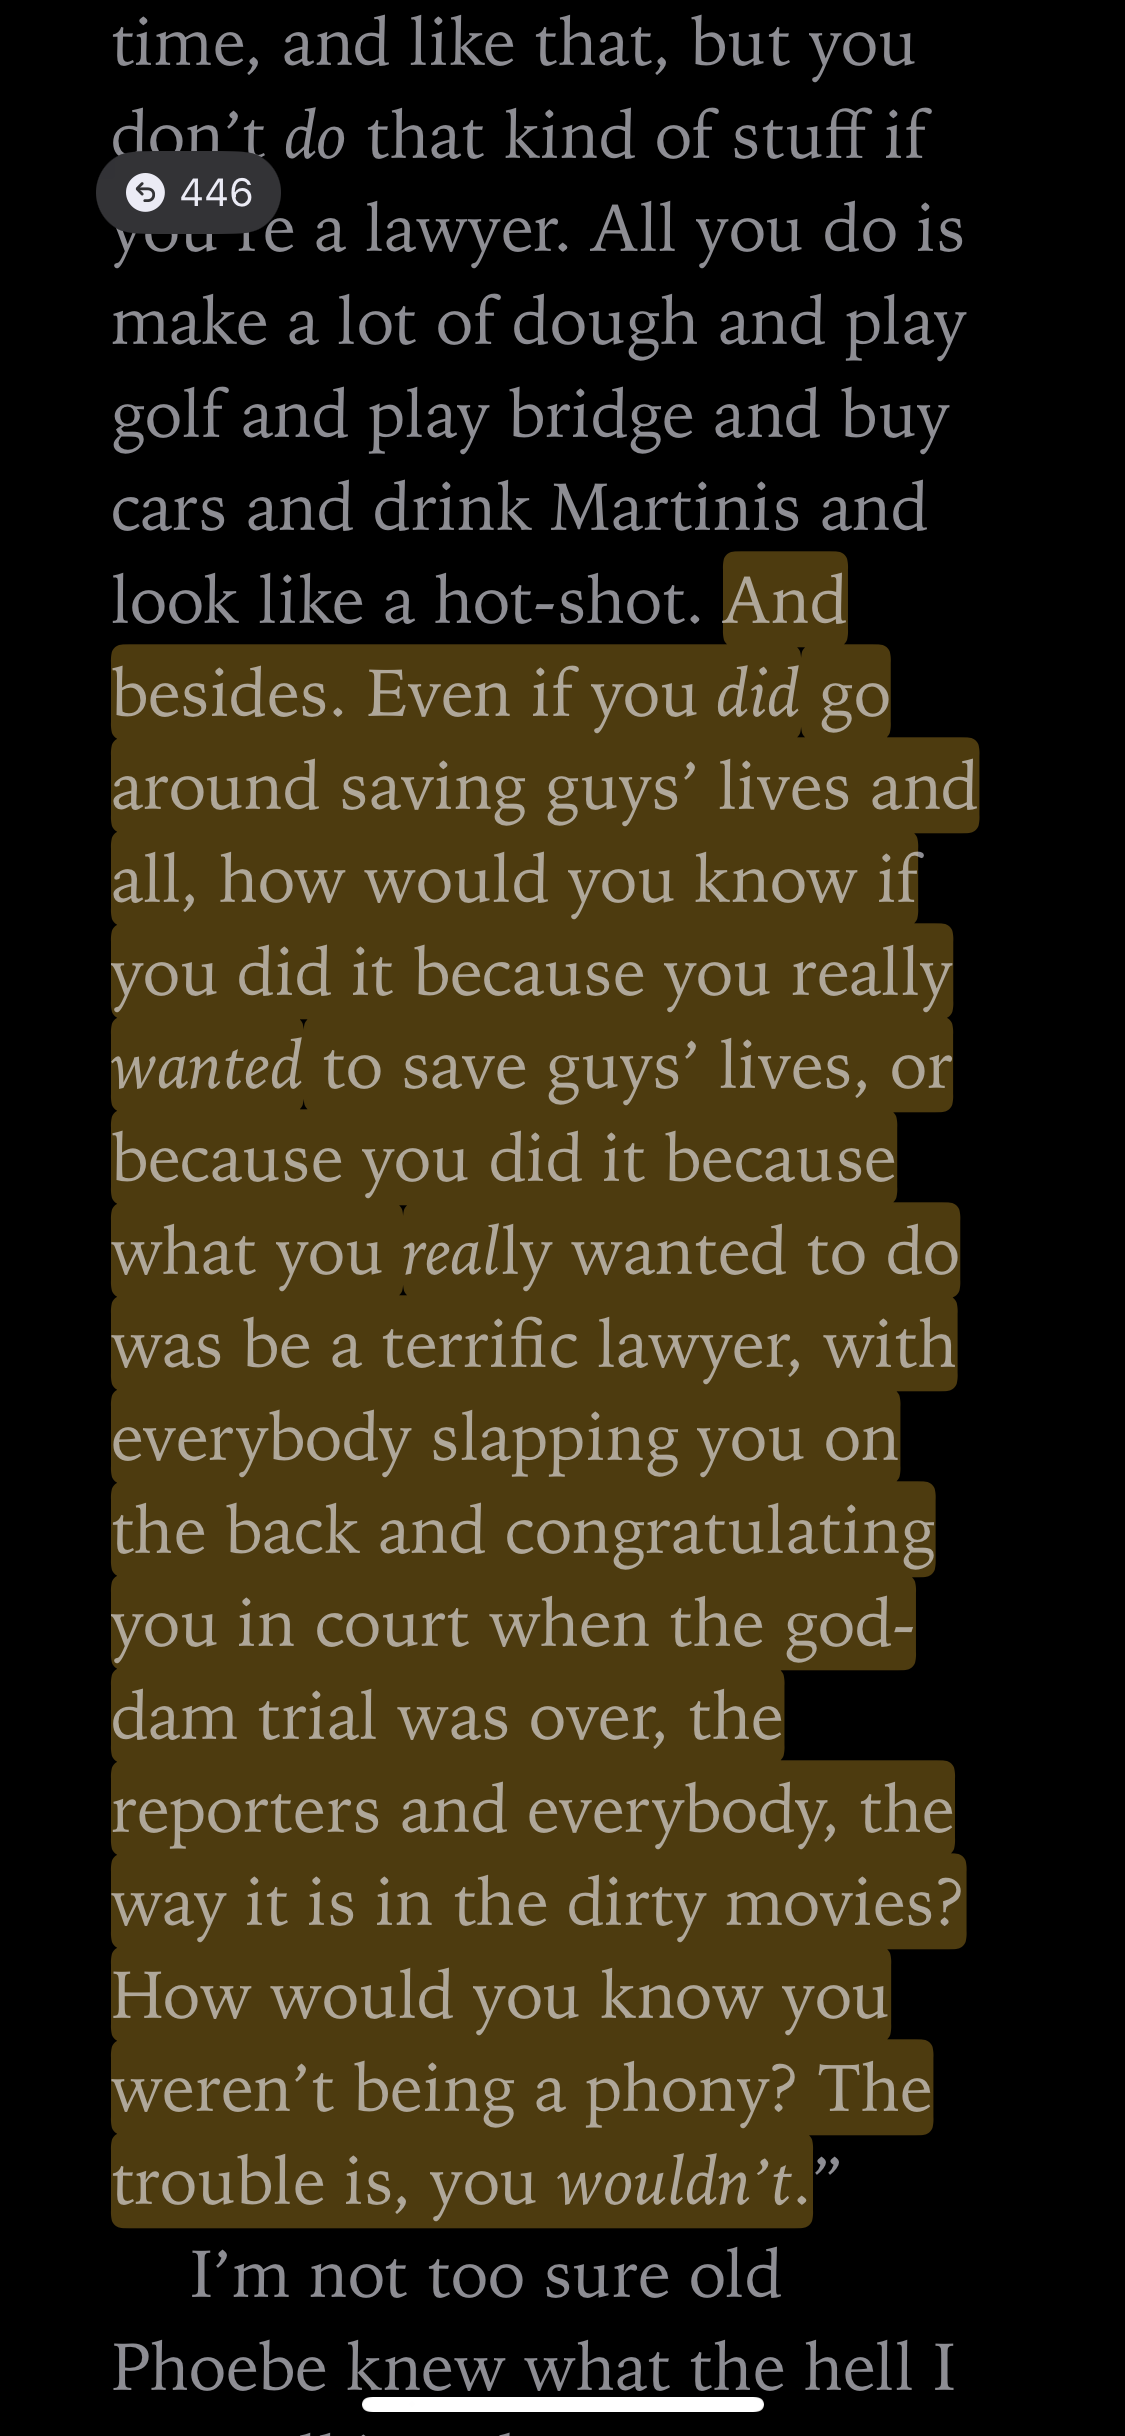 time, and like that, but you
don’t do that kind of stuff if
446
you’re a lawyer. All you do is
make a lot of dough and play
golf and play bridge and buy
cars and drink Martinis and
look like a hot-shot. And
besides. Even if you did go
around saving guys’ lives and
all, how would you know if
you did it because you really
wanted to save guys’ lives, or
because you did it because
what you really wanted to do
was be a terrific lawyer, with
everybody slapping you on
the back and congratulating
you in court when the god-
dam trial was over, the
reporters and everybody, the
way it is in the dirty movies?
How would you know you
weren’t being a phony? The
trouble is, you wouldn’t.”
I’m not too sure old
Phoebe knew what the hell I